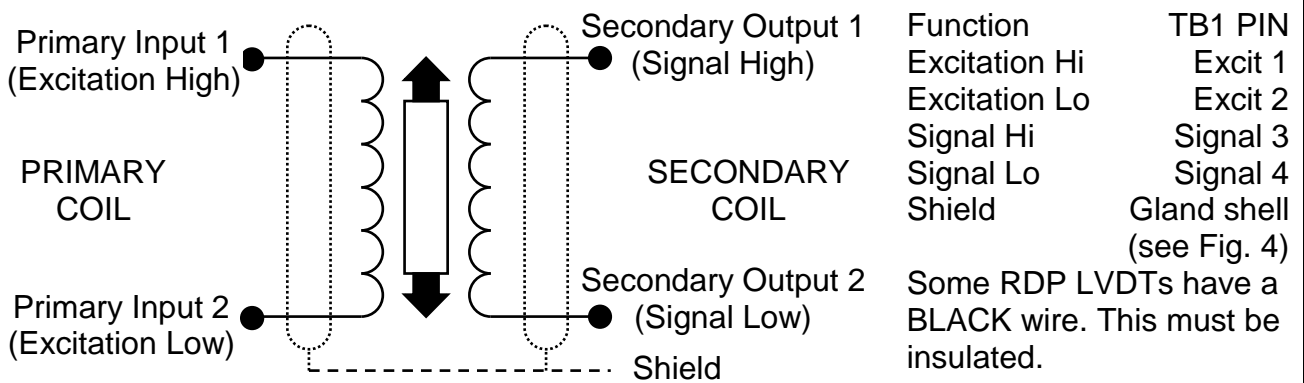 Primary Input 1
(Excitation High)
PRIMARY
COIL
Primary Input 2
(Excitation Low)
Secondary Output 1
(Signal High)
SECONDARY
COIL
Secondary Output 2
(Signal Low)
Shield
Function TB1 PIN
Excitation Hi Excit 1
Excitation Lo Excit 2
Signal Hi Signal 3
Signal Lo Signal 4
Shield Gland shell
(see Fig. 4)
Some RDP LVDTs have a
BLACK wire. This must be
insulated.